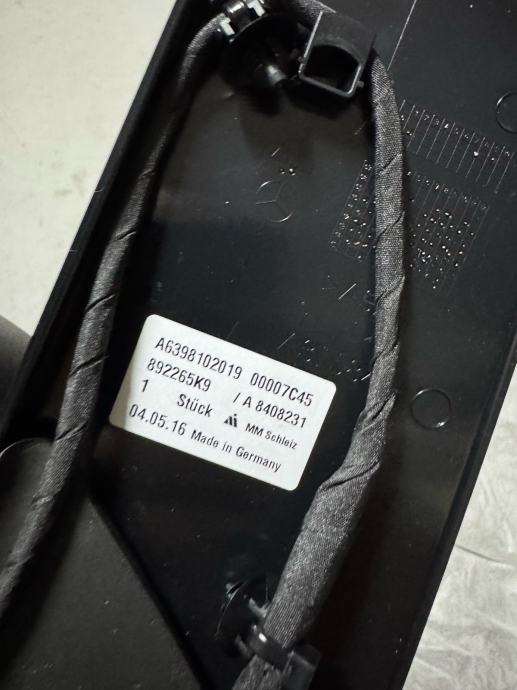 A6398102019 00007C45
892265K9 / A 8408231
1 Stück MM Schleiz
04.05.16 Made in Germany